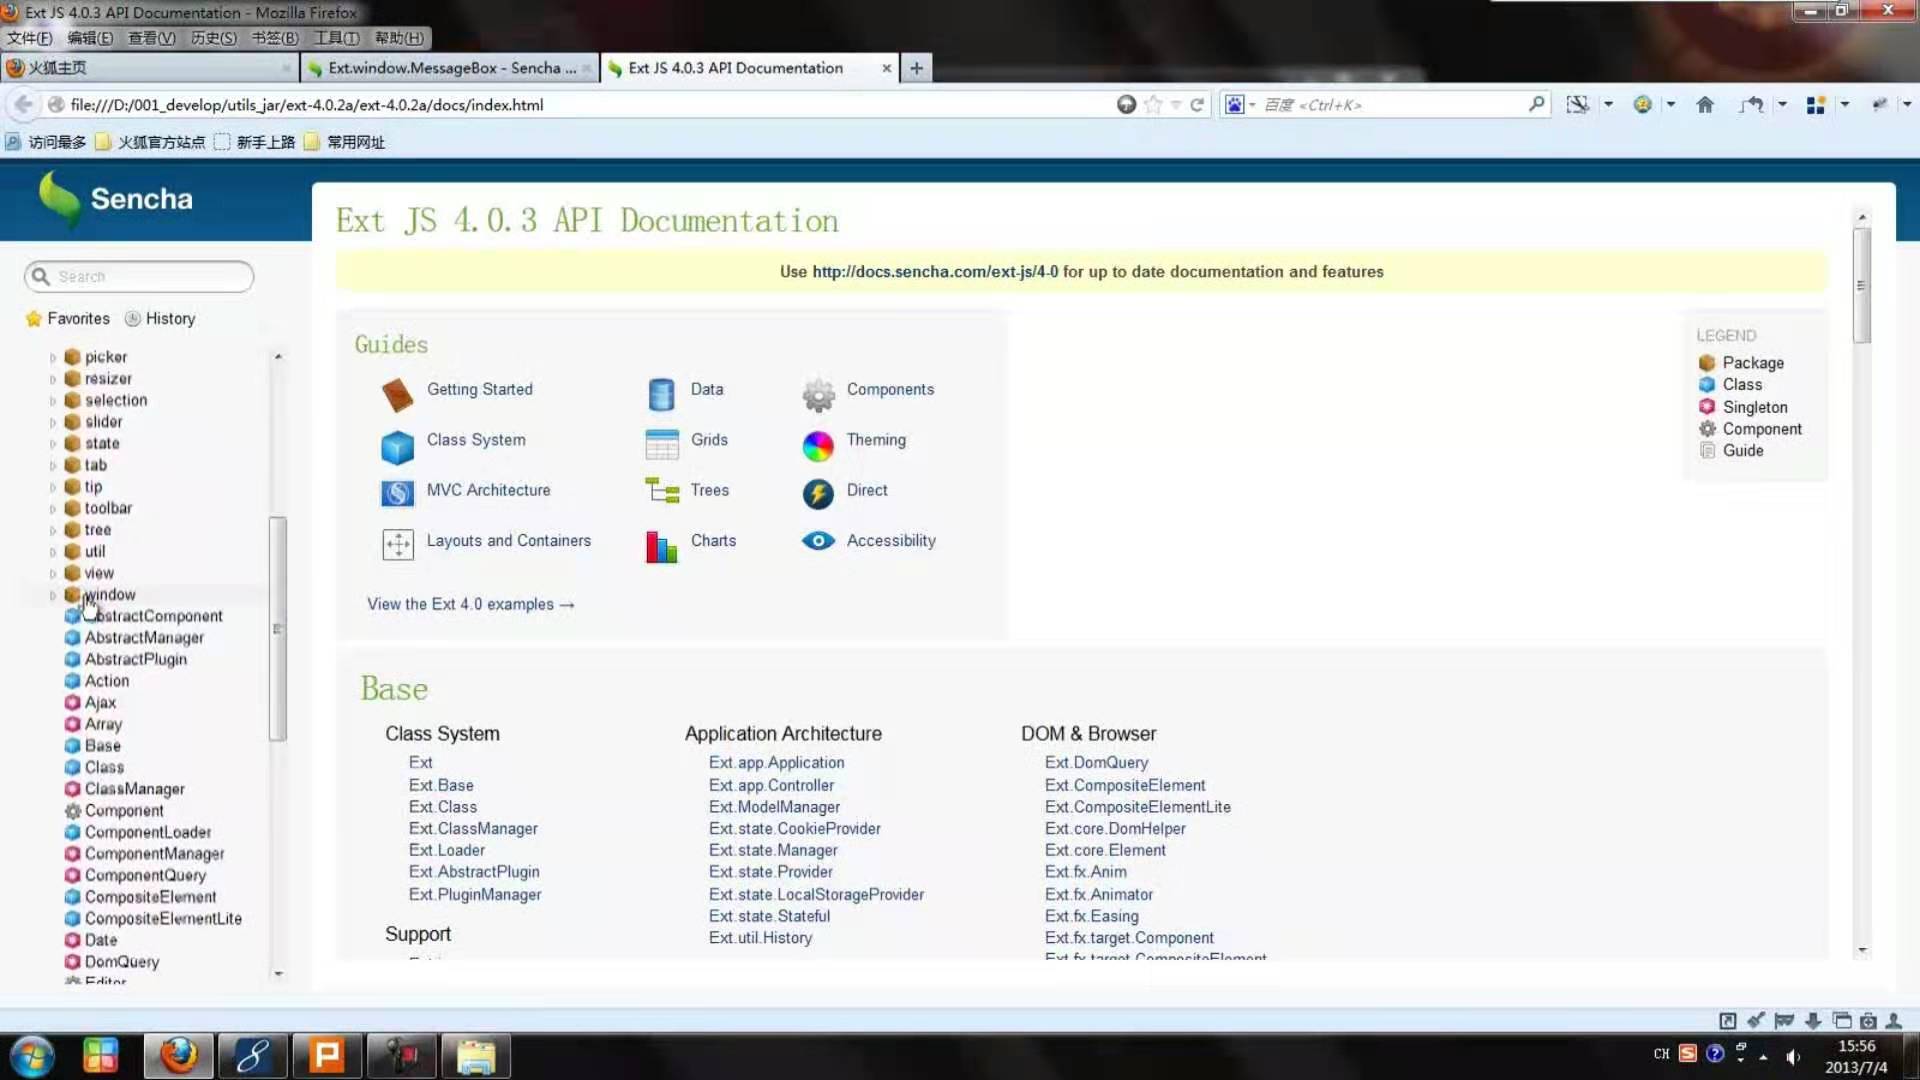 Ext JS 4.0.3 API Documentation - Mozilla Firefox
文件(F) 编辑(E) 查看(V) 历史(S) 书签(B) 工具(T) 帮助(H)
火狐主页
Ext.window.MessageBox - Sencha ...
Ext JS 4.0.3 API Documentation
file:///D:/001_develop/utils_jar/ext-4.0.2a/ext-4.0.2a/docs/index.html
百度 <Ctrl+K>
访问最多 火狐官方站点 新手上路 常用网址
Sencha
Search
Favorites History
picker
resizer
selection
slider
state
tab
tip
toolbar
tree
util
view
window
AbstractManager
AbstractPlugin
Action
Ajax
Array
Base
Class
ClassManager
Component
ComponentLoader
ComponentManager
ComponentQuery
CompositeElement
CompositeElementLite
Date
DomQuery
Editor
Ext JS 4.0.3 API Documentation
Use http://docs.sencha.com/ext-js/4-0 for up to date documentation and features
Guides
Getting Started
Class System
MVC Architecture
Layouts and Containers
Data
Grids
Trees
Charts
Components
Theming
Direct
Accessibility
View the Ext 4.0 examples →
LEGEND
Package
Class
Singleton
Component
Guide
Base
Class System
Ext
Ext.Base
Ext.Class
Ext.ClassManager
Ext.Loader
Ext.AbstractPlugin
Ext.PluginManager
Support
Application Architecture
Ext.app.Application
Ext.app.Controller
Ext.ModelManager
Ext.state.CookieProvider
Ext.state.Manager
Ext.state.Provider
Ext.state.LocalStorageProvider
Ext.state.Stateful
Ext.util.History
DOM & Browser
Ext.DomQuery
Ext.CompositeElement
Ext.CompositeElementLite
Ext.core.DomHelper
Ext.core.Element
Ext.fx.Anim
Ext.fx.Animator
Ext.fx.Easing
Ext.fx.target.Component
Ext.fx.target.CompositeElement
CH
15:56
2013/7/4